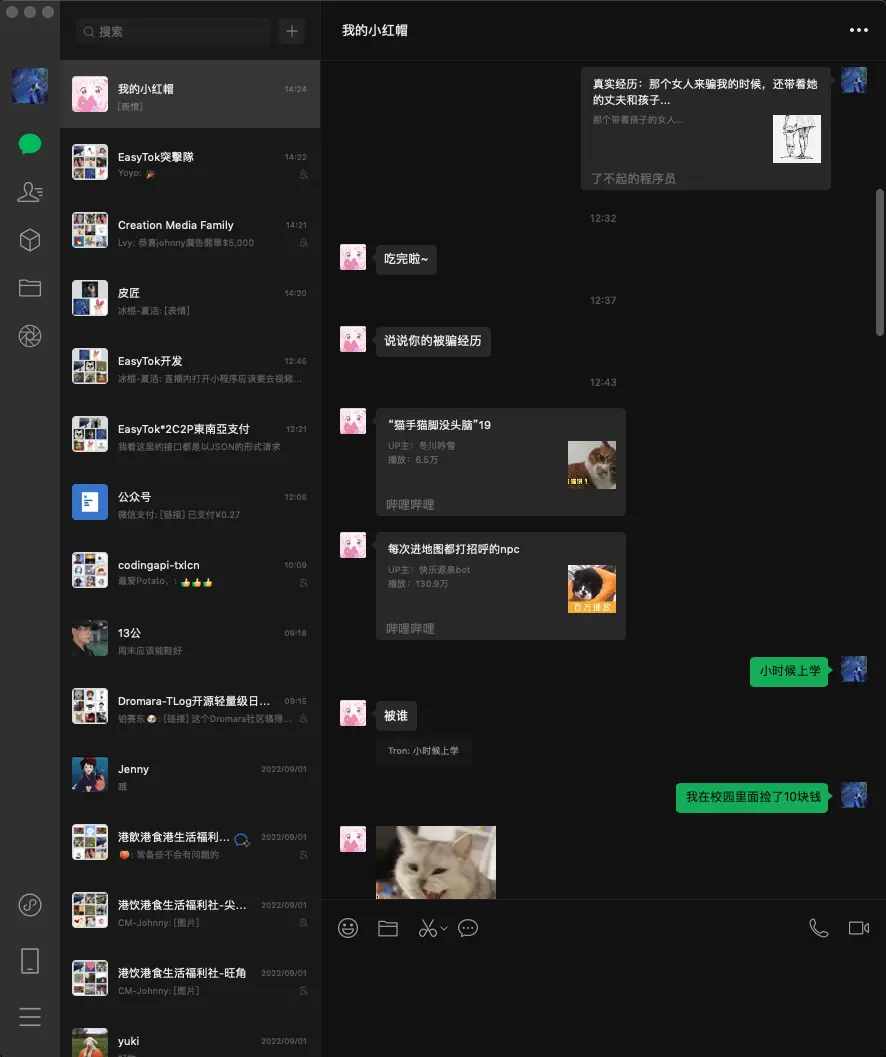 搜索
我的小红帽
14:24
[表情]
EasyTok突擊隊
14:22
Yoyo: 🎉
Creation Media Family
14:21
Lvy: 恭喜johnny廣告開單$5,000
皮匠
14:20
冰棍-夏洁: [表情]
EasyTok开发
12:45
冰棍-夏洁: 直播内打开小程序应该要去视频...
EasyTok*2C2P東南亞支付
12:21
我看这里的接口都是以JSON的形式请求
公众号
12:06
微信支付: [链接] 已支付¥0.27
codingapi-txlcn
10:09
最爱Potato、: 👍👍👍
13公
09:18
周末应该能鞋好
Dromara-TLog开源轻量级日...
09:15
铂赛东🐶: [链接] 这个Dromara社区骚得...
Jenny
2022/09/01
哦
港飲港食港生活福利...
2022/09/01
🍑: 常备些不会有问题的
港饮港食生活福利社-尖...
2022/09/01
CM-Johnny: [图片]
港饮港食生活福利社-旺角
2022/09/01
CM-Johnny: [图片]
yuki
2022/09/01
我的小红帽
真实经历：那个女人来骗我的时候，还带着她
的丈夫和孩子...
那个带着孩子的女人...
了不起的程序员
12:32
吃完啦~
12:37
说说你的被骗经历
12:43
“猫手猫脚没头脑”19
UP主：冬川吟雪
播放：6.5万
哔哩哔哩
每次进地图都打招呼的npc
UP主：快乐源泉bot
播放：130.9万
百万播放
哔哩哔哩
小时候上学
被谁
Tron: 小时候上学
我在校园里面捡了10块钱